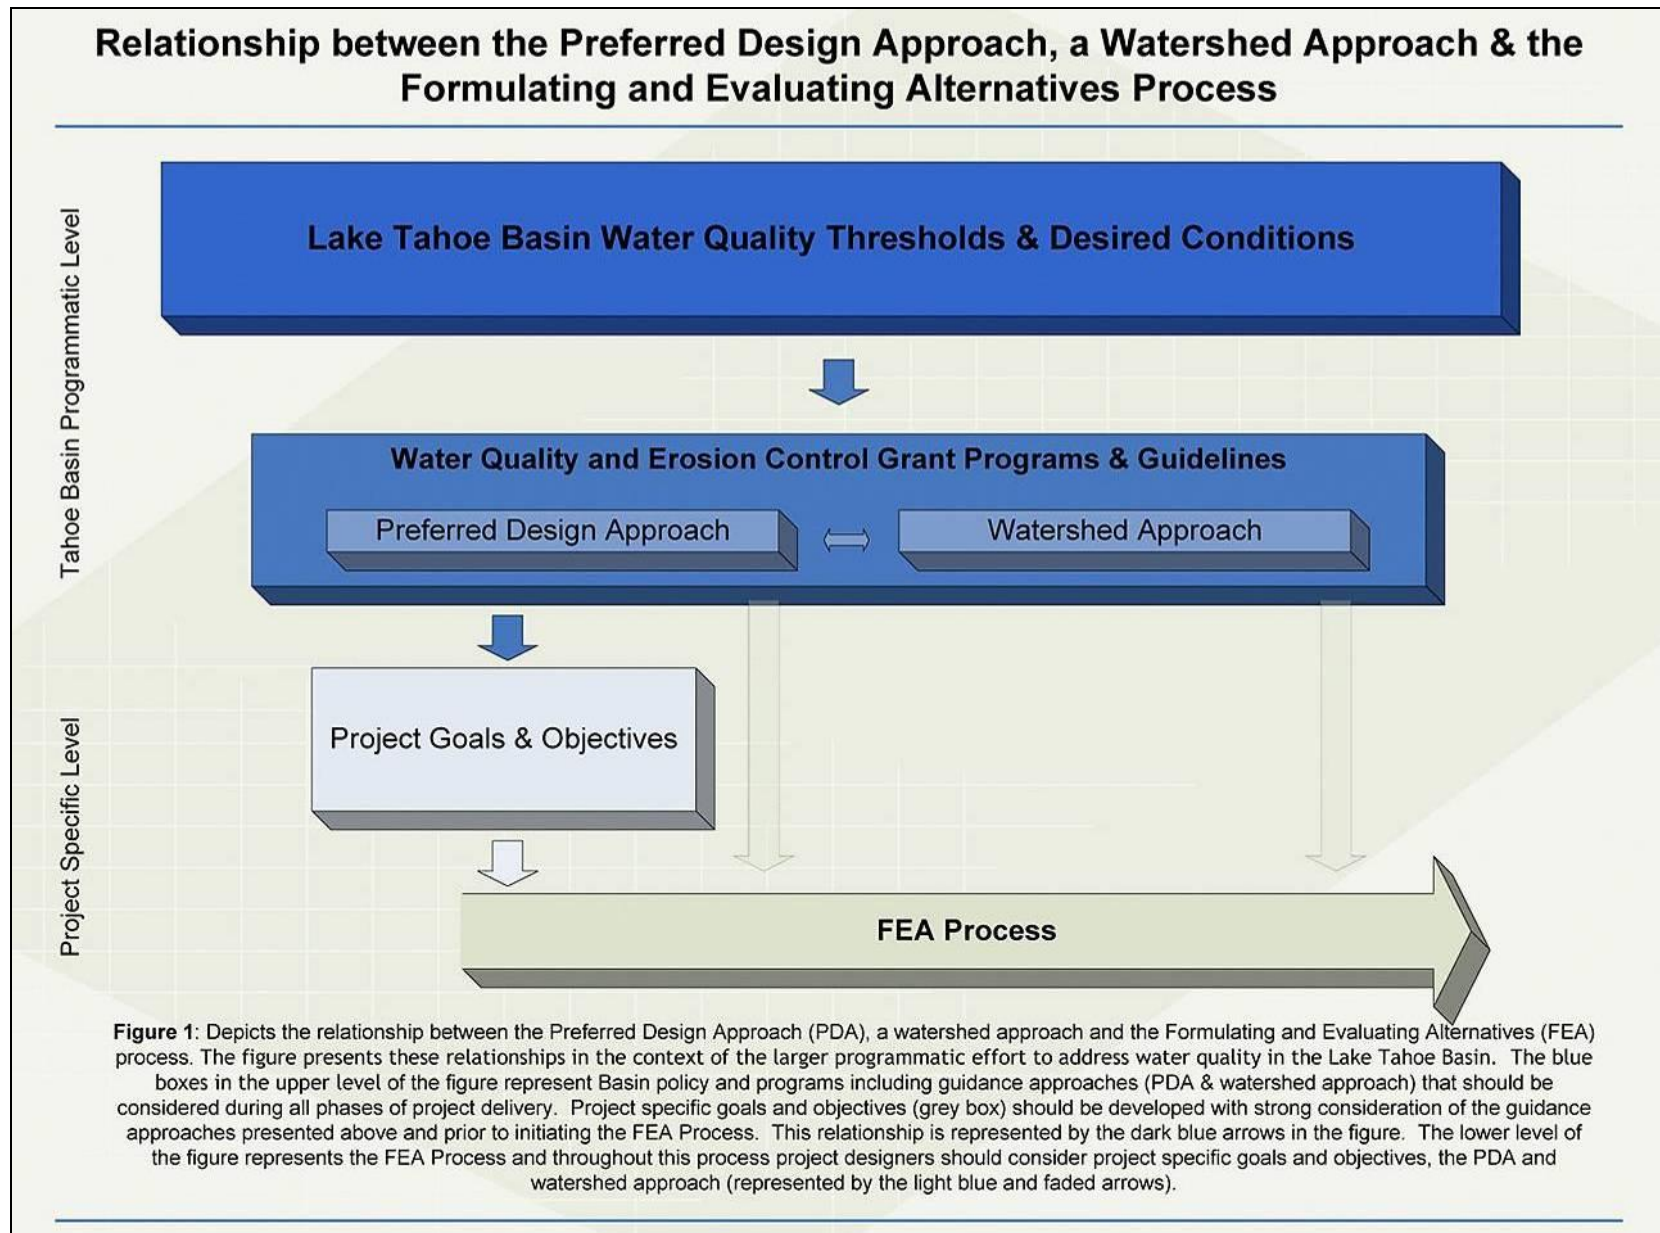 Relationship between the Preferred Design Approach, a Watershed Approach & the
Formulating and Evaluating Alternatives Process
Tahoe Basin Programmatic Level
Lake Tahoe Basin Water Quality Thresholds & Desired Conditions
Water Quality and Erosion Control Grant Programs & Guidelines
Preferred Design Approach
Watershed Approach
Project Specific Level
Project Goals & Objectives
FEA Process
Figure 1: Depicts the relationship between the Preferred Design Approach (PDA), a watershed approach and the Formulating and Evaluating Alternatives (FEA)
process. The figure presents these relationships in the context of the larger programmatic effort to address water quality in the Lake Tahoe Basin. The blue
boxes in the upper level of the figure represent Basin policy and programs including guidance approaches (PDA & watershed approach) that should be
considered during all phases of project delivery. Project specific goals and objectives (grey box) should be developed with strong consideration of the guidance
approaches presented above and prior to initiating the FEA Process. This relationship is represented by the dark blue arrows in the figure. The lower level of
the figure represents the FEA Process and throughout this process project designers should consider project specific goals and objectives, the PDA and
watershed approach (represented by the light blue and faded arrows).